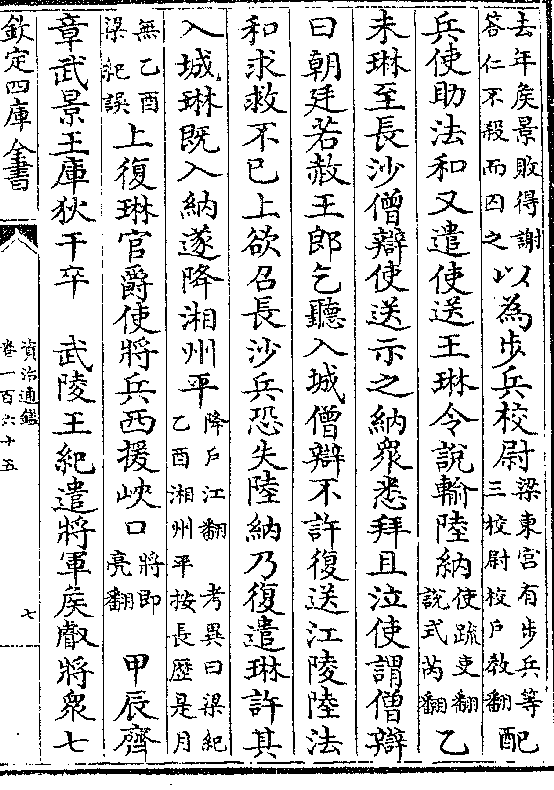 去年侯景敗得謝
答仁不殺而囚之
以為步兵校尉
梁東宮有步兵等
三校尉校戶教翻
配
兵使助法和又遣使送王琳令說輸陸納
使疏吏翻
說式芮翻
乙
未琳至長沙僧辯使送示之納衆悉拜且泣使謂僧辯
曰朝廷若赦王郎乞聽入城僧辯不許復送江陵陸法
和求救不已上欲召長沙兵恐失陸納乃復遣琳許其
入城琳既入納遂降湘州平
降戶江翻 考異曰梁紀
乙酉湘州平按長歷是月
無乙酉
梁紀誤
上復琳官爵使將兵西援峽口
將即
亮翻
甲辰齊
章武景王庫狄干卒 武陵王紀遣將軍侯叡將衆七
欽定四庫全書
資治通鑑
卷一百六十五
七